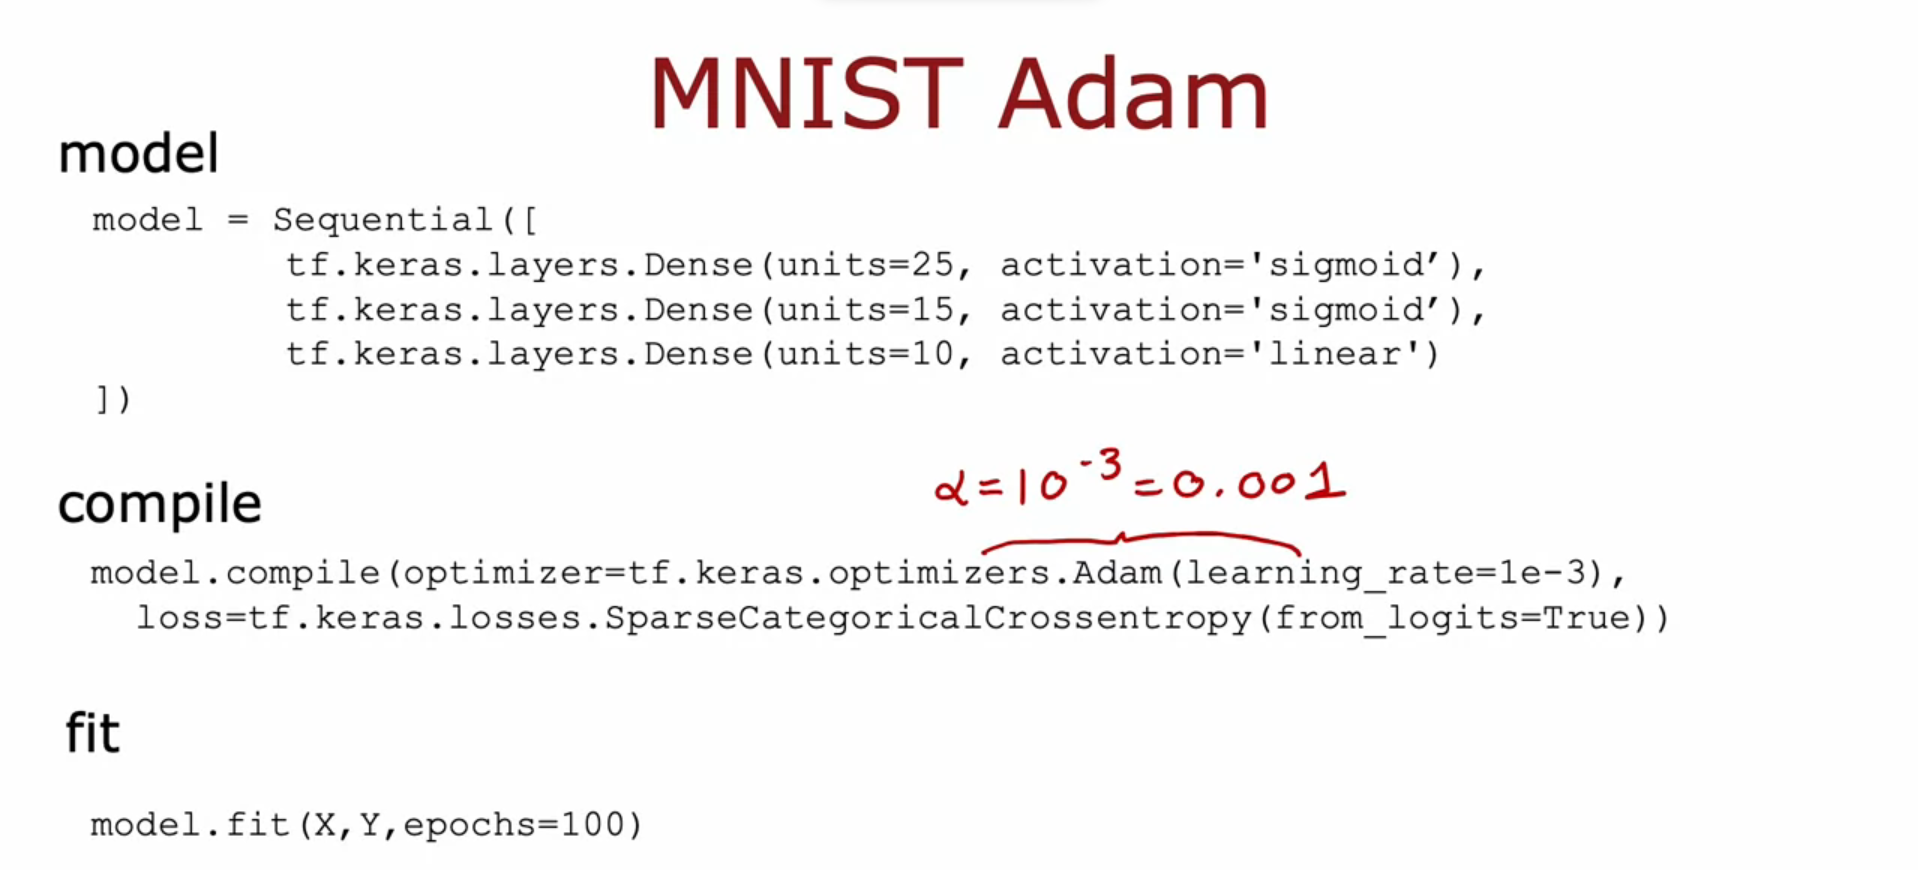 MNIST Adam
model
model = Sequential([
tf.keras.layers.Dense(units=25, activation='sigmoid’),
tf.keras.layers.Dense(units=15, activation='sigmoid’),
tf.keras.layers.Dense(units=10, activation='linear')
])
α=10⁻³=0.001
compile
model.compile(optimizer=tf.keras.optimizers.Adam(learning_rate=1e-3),
loss=tf.keras.losses.SparseCategoricalCrossentropy(from_logits=True))
fit
model.fit(X,Y,epochs=100)